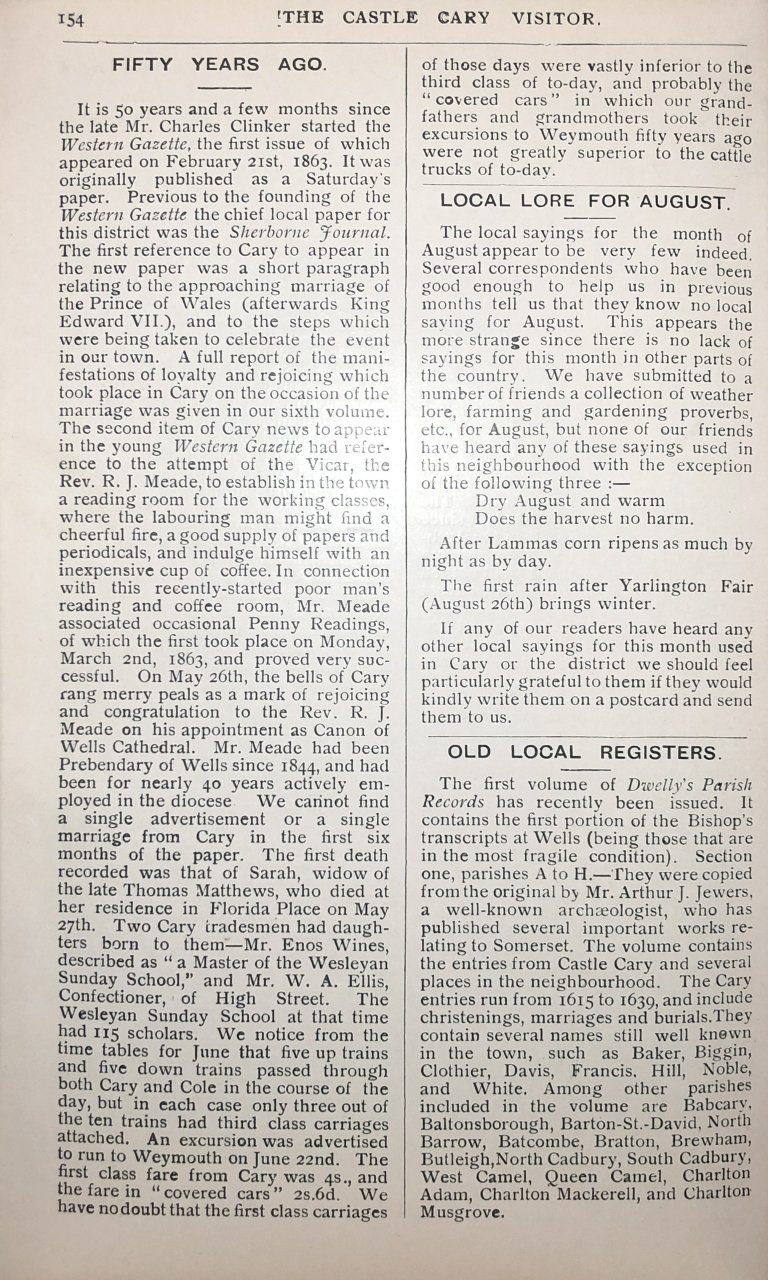 154
THE CASTLE CARY VISITOR.
FIFTY YEARS AGO.
It is 50 years and a few months since
the late Mr. Charles Clinker started the
Western Gazette, the first issue of which
appeared on February 21st, 1863. It was
originally published as a Saturday's
paper. Previous to the founding of the
Western Gazette the chief local paper for
this district was the Sherborne Journal.
The first reference to Cary to appear in
the new paper was a short paragraph
relating to the approaching marriage of
the Prince of Wales (afterwards King
Edward VII.), and to the steps which
were being taken to celebrate the event
in our town. A full report of the mani-
festations of loyalty and rejoicing which
took place in Cary on the occasion of the
marriage was given in our sixth volume.
The second item of Cary news to appear
in the young Western Gazette had refer-
ence to the attempt of the Vicar, the
Rev. R. J. Meade, to establish in the town
a reading room for the working classes,
where the labouring man might find a
cheerful fire, a good supply of papers and
periodicals, and indulge himself with an
inexpensive cup of coffee. In connection
with this recently-started poor man's
reading and coffee room, Mr. Meade
associated occasional Penny Readings,
of which the first took place on Monday,
March 2nd, 1863, and proved very suc-
cessful. On May 26th, the bells of Cary
rang merry peals as a mark of rejoicing
and congratulation to the Rev. R. J.
Meade on his appointment as Canon of
Wells Cathedral. Mr. Meade had been
Prebendary of Wells since 1844, and had
been for nearly 40 years actively em-
ployed in the diocese We cannot find
a single advertisement or a single
marriage from Cary in the first six
months of the paper. The first death
recorded was that of Sarah, widow of
the late Thomas Matthews, who died at
her residence in Florida Place on May
27th. Two Cary tradesmen had daugh-
ters born to them—Mr. Enos Wines,
described as "a Master of the Wesleyan
Sunday School," and Mr. W. A. Ellis,
Confectioner, of High Street. The
Wesleyan Sunday School at that time
had 115 scholars. We notice from the
time tables for June that five up trains
and five down trains passed through
both Cary and Cole in the course of the
day, but in each case only three out of
the ten trains had third class carriages
attached. An excursion was advertised
to run to Weymouth on June 22nd. The
first class fare from Cary was 4s., and
the fare in "covered cars" 2s.6d. We
have no doubt that the first class carriages
of those days were vastly inferior to the
third class of to-day, and probably the
"covered cars" in which our grand-
fathers and grandmothers took their
excursions to Weymouth fifty years ago
were not greatly superior to the cattle
trucks of to-day.
LOCAL LORE FOR AUGUST.
The local sayings for the month of
August appear to be very few indeed.
Several correspondents who have been
good enough to help us in previous
months tell us that they know no local
saying for August. This appears the
more strange since there is no lack of
sayings for this month in other parts of
the country. We have submitted to a
number of friends a collection of weather
lore, farming and gardening proverbs,
etc., for August, but none of our friends
have heard any of these sayings used in
this neighbourhood with the exception
of the following three :—
Dry August and warm
Does the harvest no harm.
After Lammas corn ripens as much by
night as by day.
The first rain after Yarlington Fair
(August 26th) brings winter.
If any of our readers have heard any
other local sayings for this month used
in Cary or the district we should feel
particularly grateful to them if they would
kindly write them on a postcard and send
them to us.
OLD LOCAL REGISTERS.
The first volume of Dwelly's Parish
Records has recently been issued. It
contains the first portion of the Bishop's
transcripts at Wells (being those that are
in the most fragile condition). Section
one, parishes A to H.—They were copied
from the original by Mr. Arthur J. Jewers,
a well-known archæologist, who has
published several important works re-
lating to Somerset. The volume contains
the entries from Castle Cary and several
places in the neighbourhood. The Cary
entries run from 1615 to 1639, and include
christenings, marriages and burials.They
contain several names still well known
in the town, such as Baker, Biggin,
Clothier, Davis, Francis. Hill, Noble,
and White. Among other parishes
included in the volume are Babcary,
Baltonsborough, Barton-St.-David, North
Barrow, Batcombe, Bratton, Brewham,
Butleigh,North Cadbury, South Cadbury,
West Camel, Queen Camel, Charlton
Adam, Charlton Mackerell, and Charlton
Musgrove.